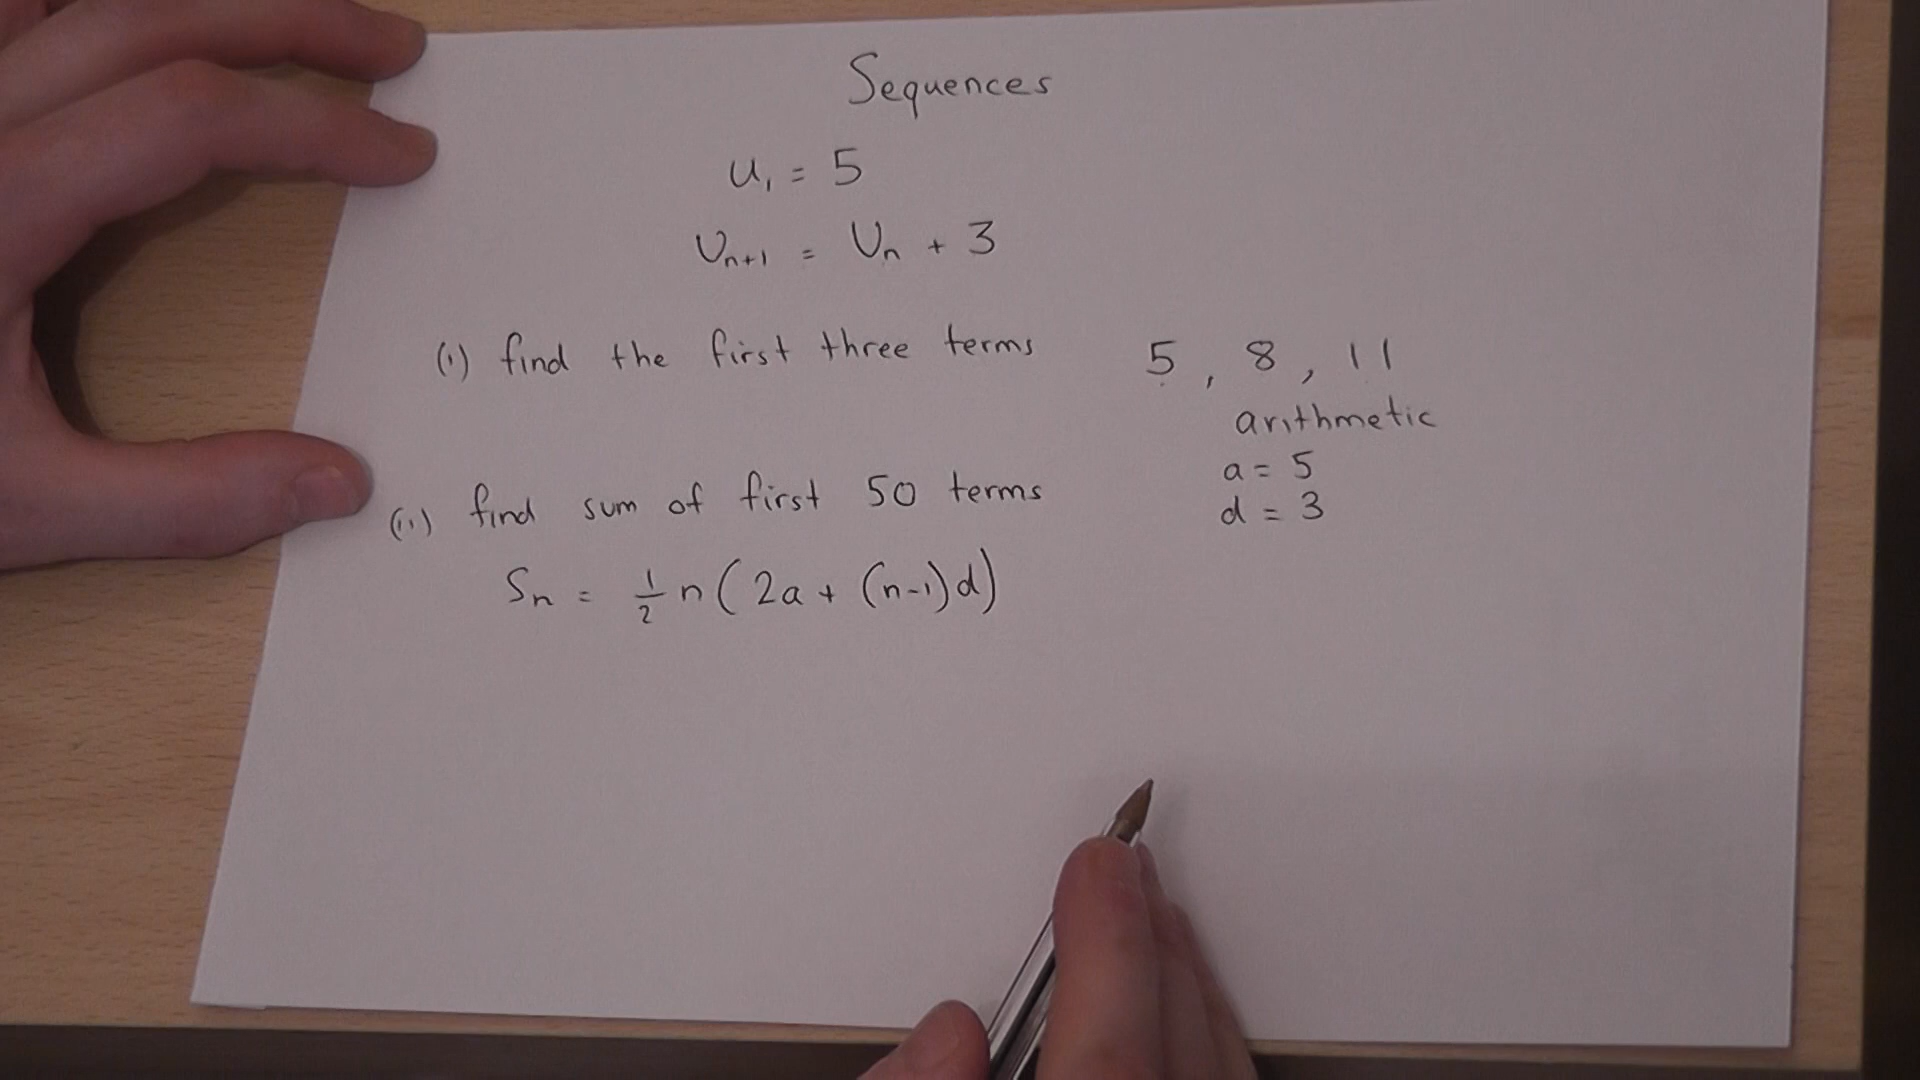 Sequences
U₁ = 5
Uₙ₊₁ = Uₙ + 3
(i) find the first three terms 5, 8, 11
arithmetic
a = 5
(ii) find sum of first 50 terms
d = 3
Sₙ = ½n(2a + (n-1)d)